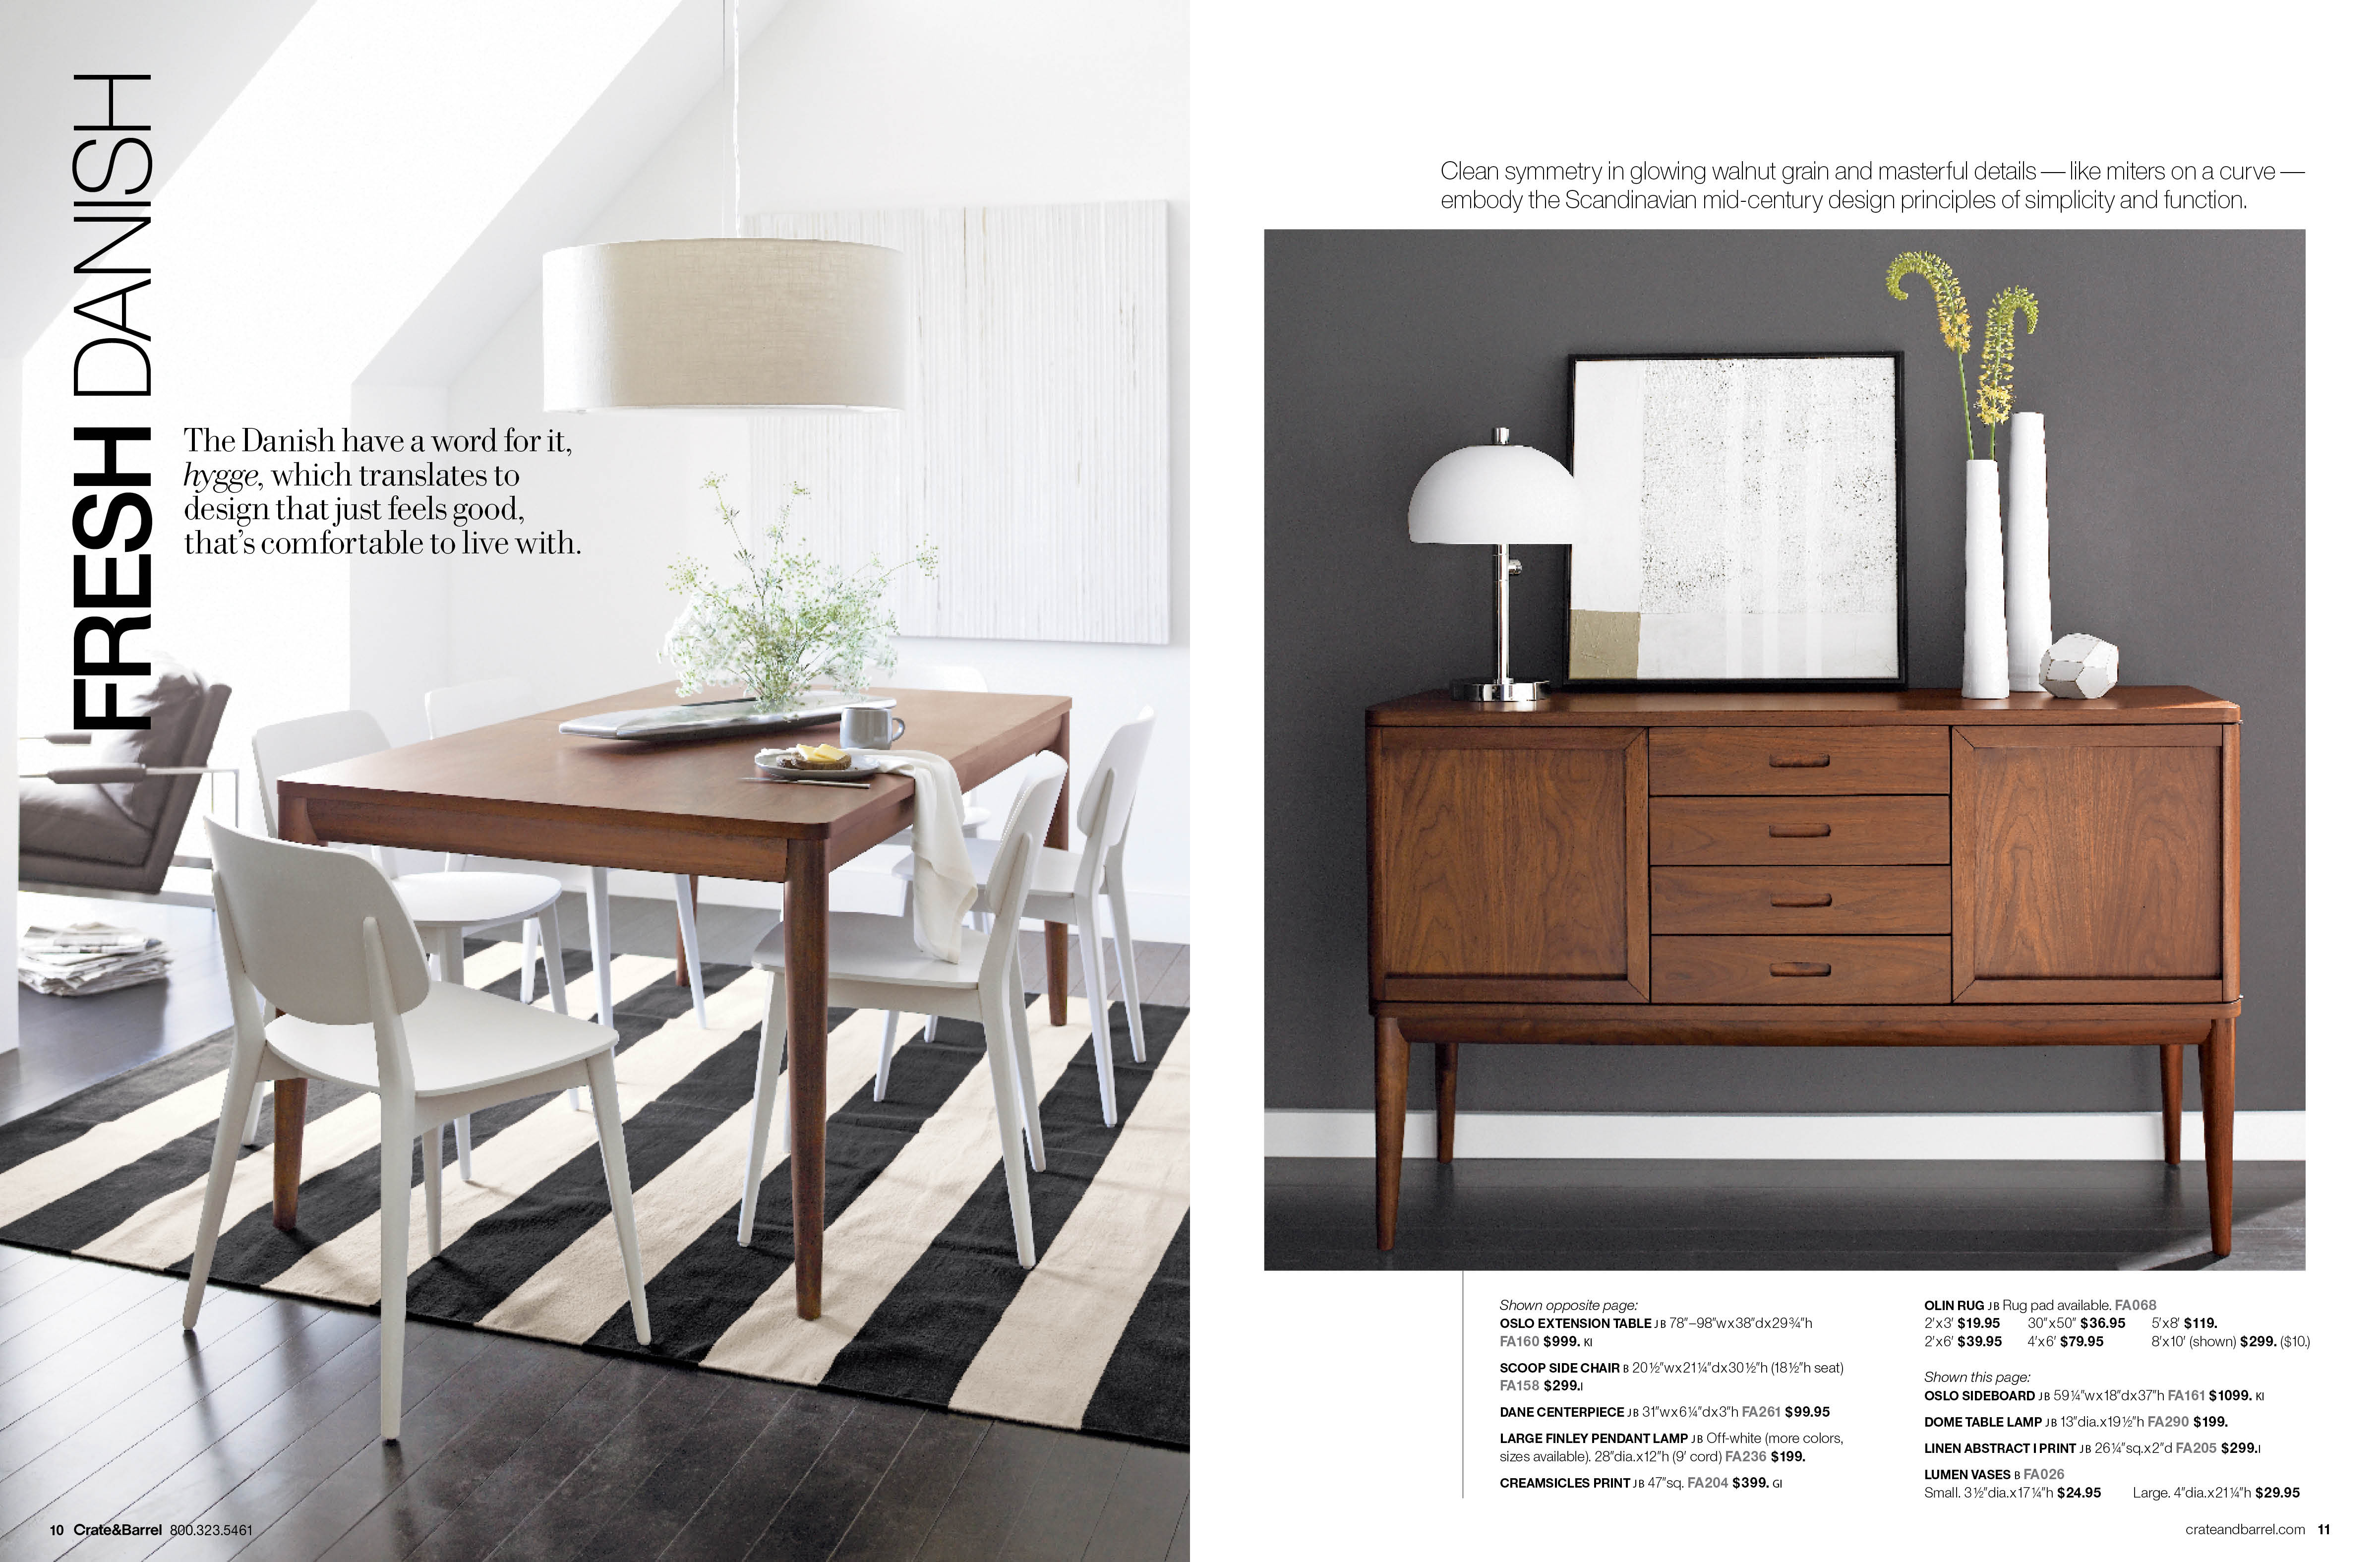 FRESH DANISH
The Danish have a word for it,
hygge, which translates to
design that just feels good,
that's comfortable to live with.
10 Crate&Barrel 800.323.5461
Clean symmetry in glowing walnut grain and masterful details — like miters on a curve —
embody the Scandinavian mid-century design principles of simplicity and function.
Shown opposite page:
OSLO EXTENSION TABLE JB 78"–98"wx38"dx29¾"h
FA160 $999. KI
SCOOP SIDE CHAIR B 20½"wx21¼"dx30½"h (18½"h seat)
FA158 $299.I
DANE CENTERPIECE JB 31"wx6¼"dx3"h FA261 $99.95
LARGE FINLEY PENDANT LAMP JB Off-white (more colors,
sizes available). 28"dia.x12"h (9' cord) FA236 $199.
CREAMSICLES PRINT JB 47"sq. FA204 $399. GI
OLIN RUG JB Rug pad available. FA068
2'x3' $19.95 30"x50" $36.95 5'x8' $119.
2'x6' $39.95 4'x6' $79.95 8'x10' (shown) $299. ($10.)
Shown this page:
OSLO SIDEBOARD JB 59¼"wx18"dx37"h FA161 $1099. KI
DOME TABLE LAMP JB 13"dia.x19½"h FA290 $199.
LINEN ABSTRACT I PRINT JB 26¼"sq.x2"d FA205 $299.I
LUMEN VASES B FA026
Small. 3½"dia.x17¼"h $24.95 Large. 4"dia.x21¼"h $29.95
crateandbarrel.com 11